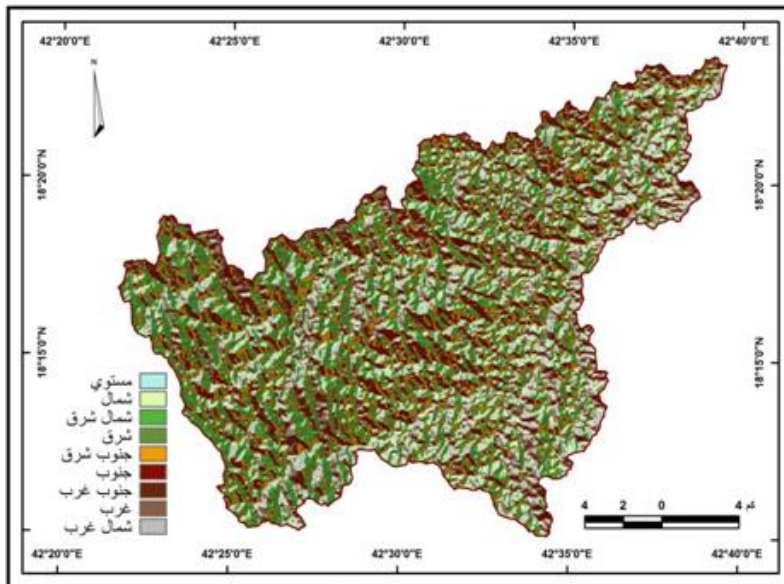 42°20'0"E 42°25'0"E 42°30'0"E 42°35'0"E 42°40'0"E
N
18°20'0"N
18°20'0"N
18°15'0"N
18°15'0"N
مستوي
شمال
شمال شرق
شرق
جنوب شرق
جنوب
جنوب غرب
غرب
شمال غرب
4 2 0 4
42°20'0"E 42°25'0"E 42°30'0"E 42°35'0"E 42°40'0"E